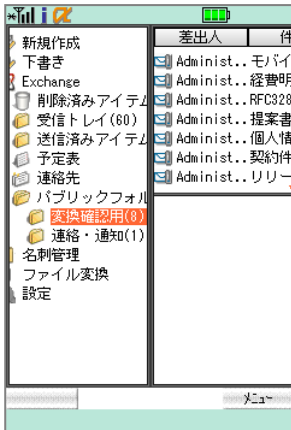 iα
新規作成
下書き
Exchange
削除済みアイテム
受信トレイ(60)
送信済みアイテム
予定表
連絡先
パブリックフォル
変換確認用(8)
連絡・通知(1)
名刺管理
ファイル変換
設定
差出人 件
Administ..モバイ
Administ..経費明
Administ..RFC328
Administ..提案書
Administ..個人情
Administ..契約件
Administ..リリー
メニュー